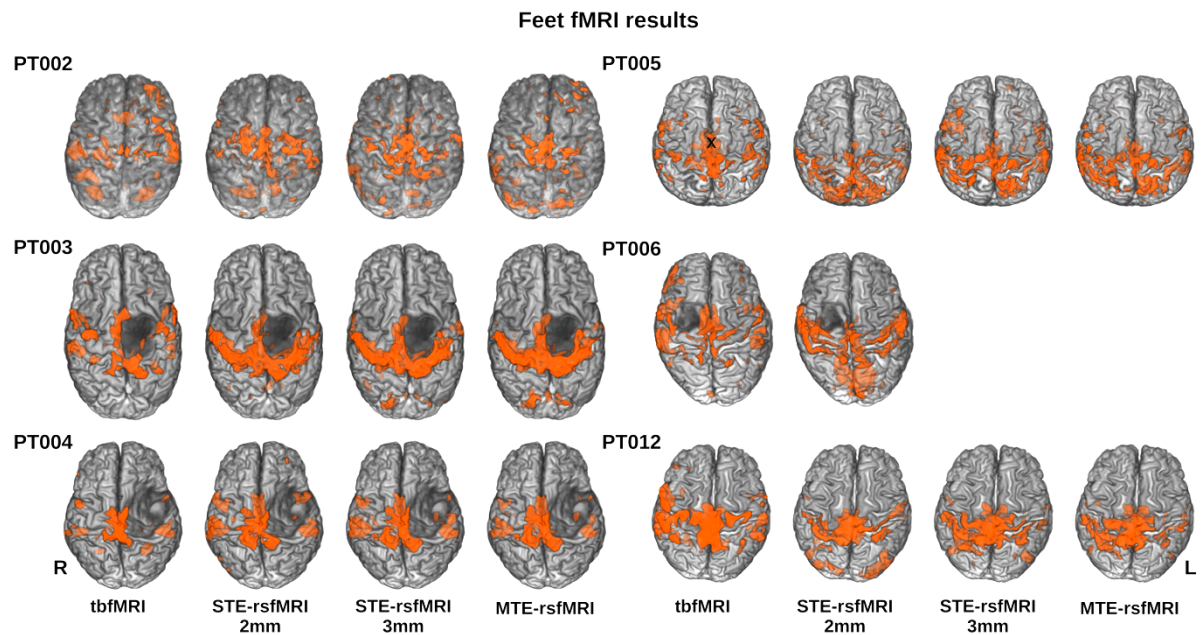 Feet fMRI results
PT002
PT005
X
PT003
PT006
PT004
PT012
R
L
tbfMRI
STE-rsfMRI
2mm
STE-rsfMRI
3mm
MTE-rsfMRI
tbfMRI
STE-rsfMRI
2mm
STE-rsfMRI
3mm
MTE-rsfMRI